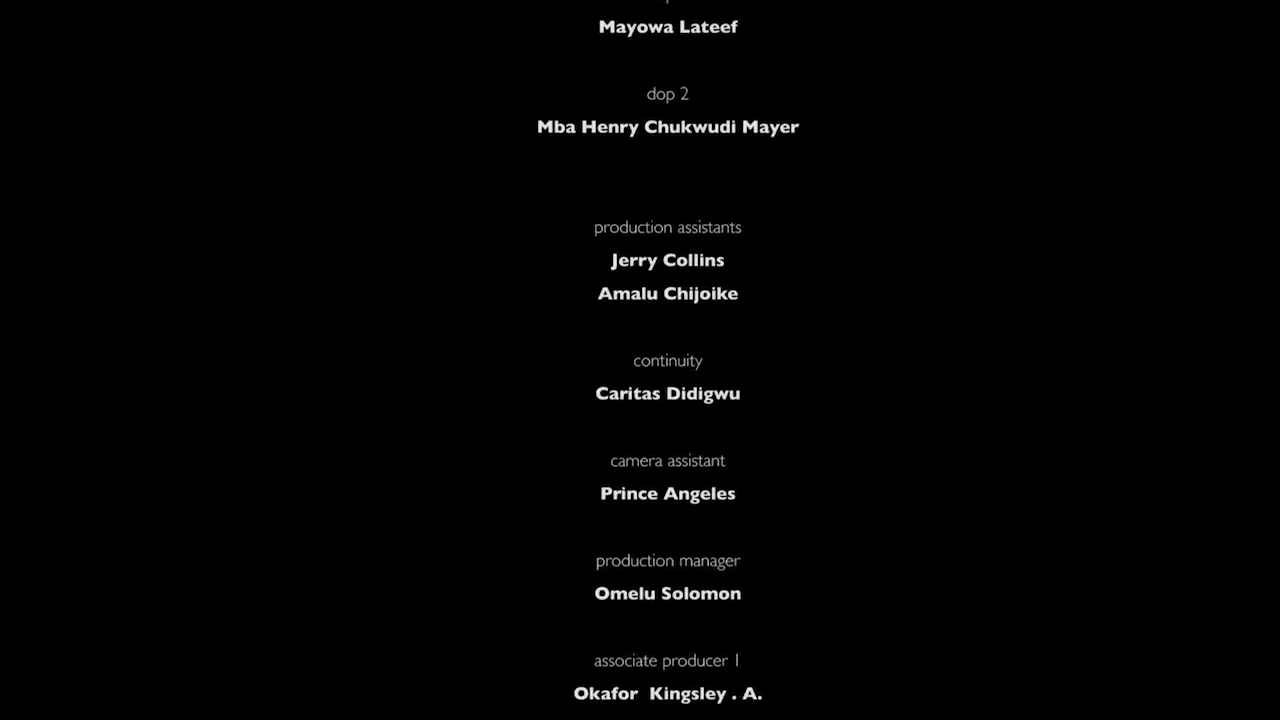 Mayowa Lateef
dop 2
Mba Henry Chukwudi Mayer
production assistants
Jerry Collins
Amalu Chijoike
continuity
Caritas Didigwu
camera assistant
Prince Angeles
production manager
Omelu Solomon
associate producer 1
Okafor Kingsley . A.